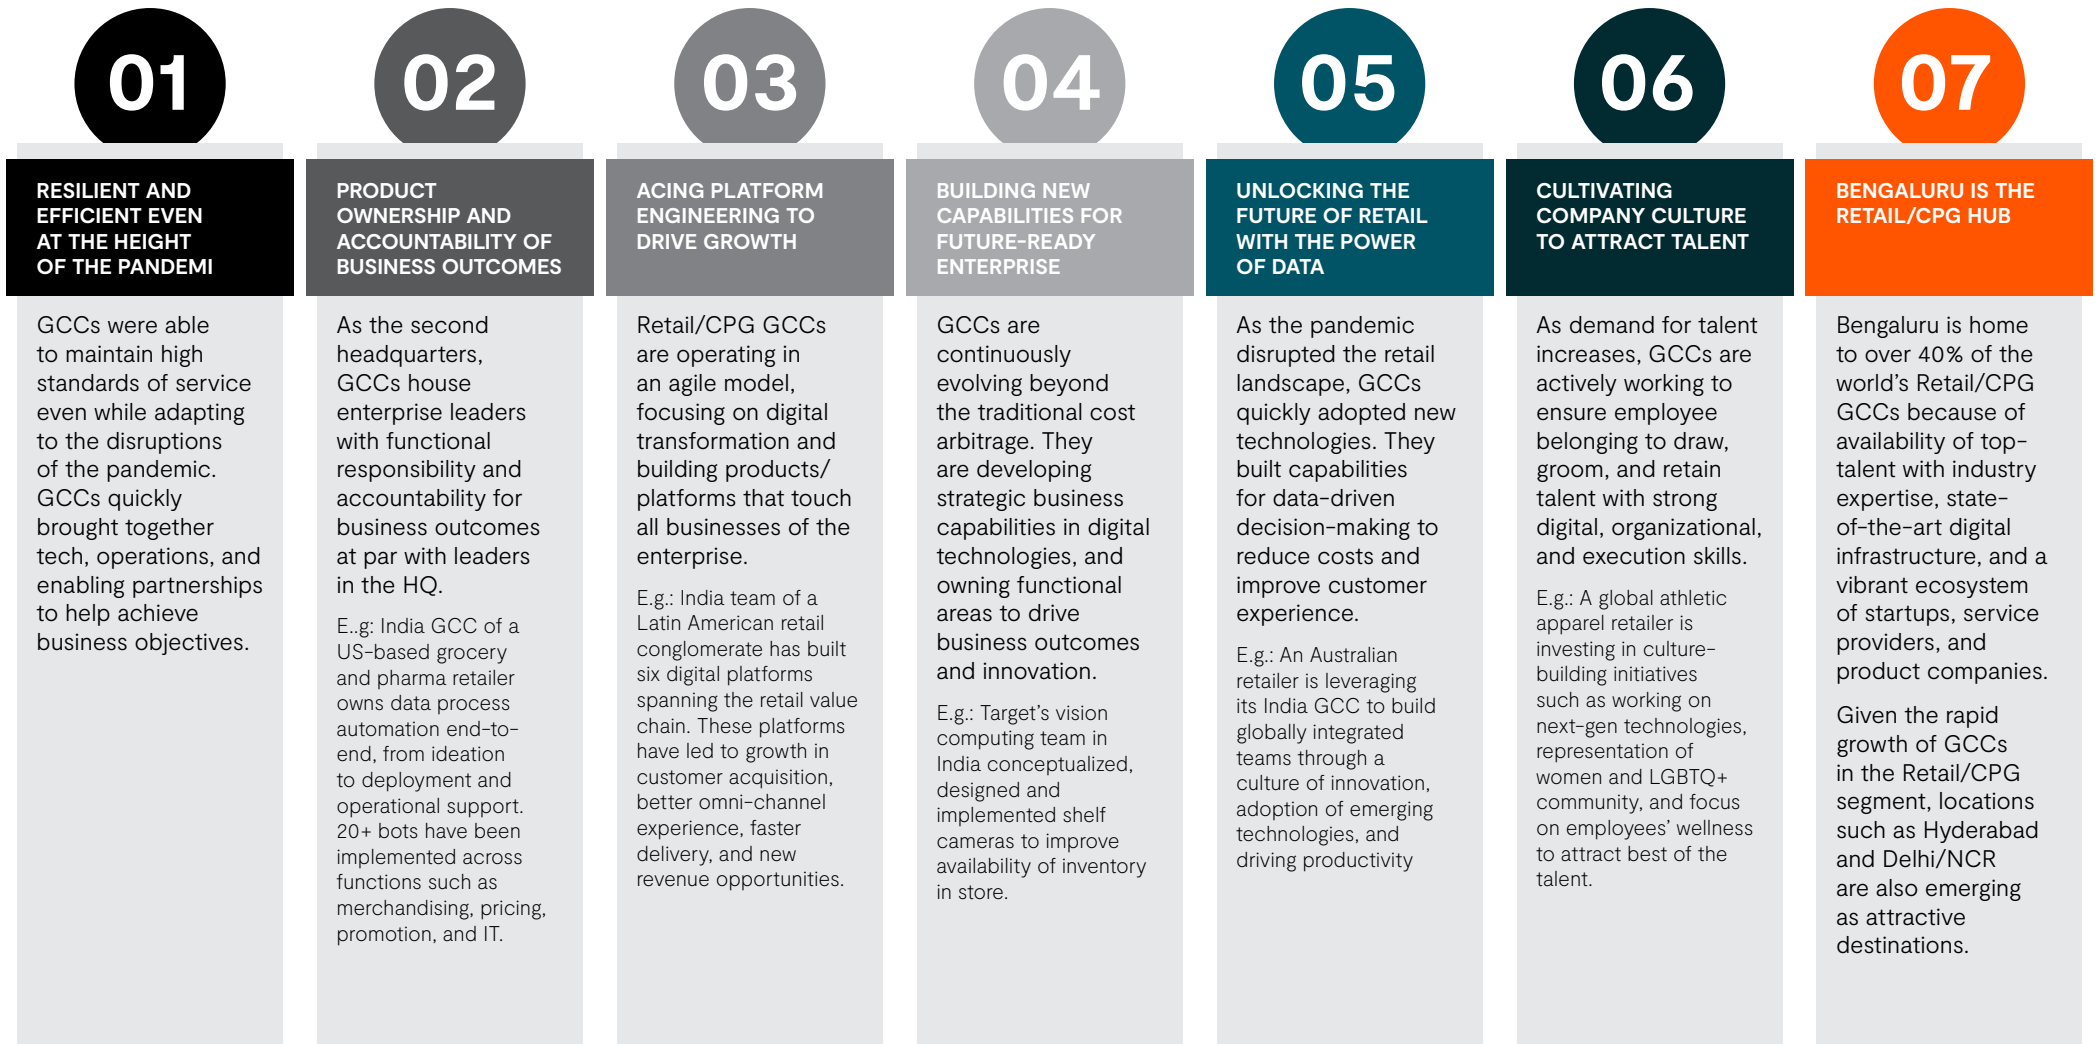 01
RESILIENT AND
EFFICIENT EVEN
AT THE HEIGHT
OF THE PANDEMI
GCCs were able
to maintain high
standards of service
even while adapting
to the disruptions
of the pandemic.
GCCs quickly
brought together
tech, operations, and
enabling partnerships
to help achieve
business objectives.
02
PRODUCT
OWNERSHIP AND
ACCOUNTABILITY OF
BUSINESS OUTCOMES
As the second
headquarters,
GCCs house
enterprise leaders
with functional
responsibility and
accountability for
business outcomes
at par with leaders
in the HQ.
E..g: India GCC of a
US-based grocery
and pharma retailer
owns data process
automation end-to-
end, from ideation
to deployment and
operational support.
20+ bots have been
implemented across
functions such as
merchandising, pricing,
promotion, and IT.
03
ACING PLATFORM
ENGINEERING TO
DRIVE GROWTH
Retail/CPG GCCs
are operating in
an agile model,
focusing on digital
transformation and
building products/
platforms that touch
all businesses of the
enterprise.
E.g.: India team of a
Latin American retail
conglomerate has built
six digital platforms
spanning the retail value
chain. These platforms
have led to growth in
customer acquisition,
better omni-channel
experience, faster
delivery, and new
revenue opportunities.
04
BUILDING NEW
CAPABILITIES FOR
FUTURE-READY
ENTERPRISE
GCCs are
continuously
evolving beyond
the traditional cost
arbitrage. They
are developing
strategic business
capabilities in digital
technologies, and
owning functional
areas to drive
business outcomes
and innovation.
E.g.: Target's vision
computing team in
India conceptualized,
designed and
implemented shelf
cameras to improve
availability of inventory
in store.
05
UNLOCKING THE
FUTURE OF RETAIL
WITH THE POWER
OF DATA
As the pandemic
disrupted the retail
landscape, GCCs
quickly adopted new
technologies. They
built capabilities
for data-driven
decision-making to
reduce costs and
improve customer
experience.
E.g.: An Australian
retailer is leveraging
its India GCC to build
globally integrated
teams through a
culture of innovation,
adoption of emerging
technologies, and
driving productivity
06
CULTIVATING
COMPANY CULTURE
TO ATTRACT TALENT
As demand for talent
increases, GCCs are
actively working to
ensure employee
belonging to draw,
groom, and retain
talent with strong
digital, organizational,
and execution skills.
E.g.: A global athletic
apparel retailer is
investing in culture-
building initiatives
such as working on
next-gen technologies,
representation of
women and LGBTQ+
community, and focus
on employees' wellness
to attract best of the
talent.
07
BENGALURU IS THE
RETAIL/CPG HUB
Bengaluru is home
to over 40% of the
world's Retail/CPG
GCCs because of
availability of top-
talent with industry
expertise, state-
of-the-art digital
infrastructure, and a
vibrant ecosystem
of startups, service
providers, and
product companies.
Given the rapid
growth of GCCs
in the Retail/CPG
segment, locations
such as Hyderabad
and Delhi/NCR
are also emerging
as attractive
destinations.